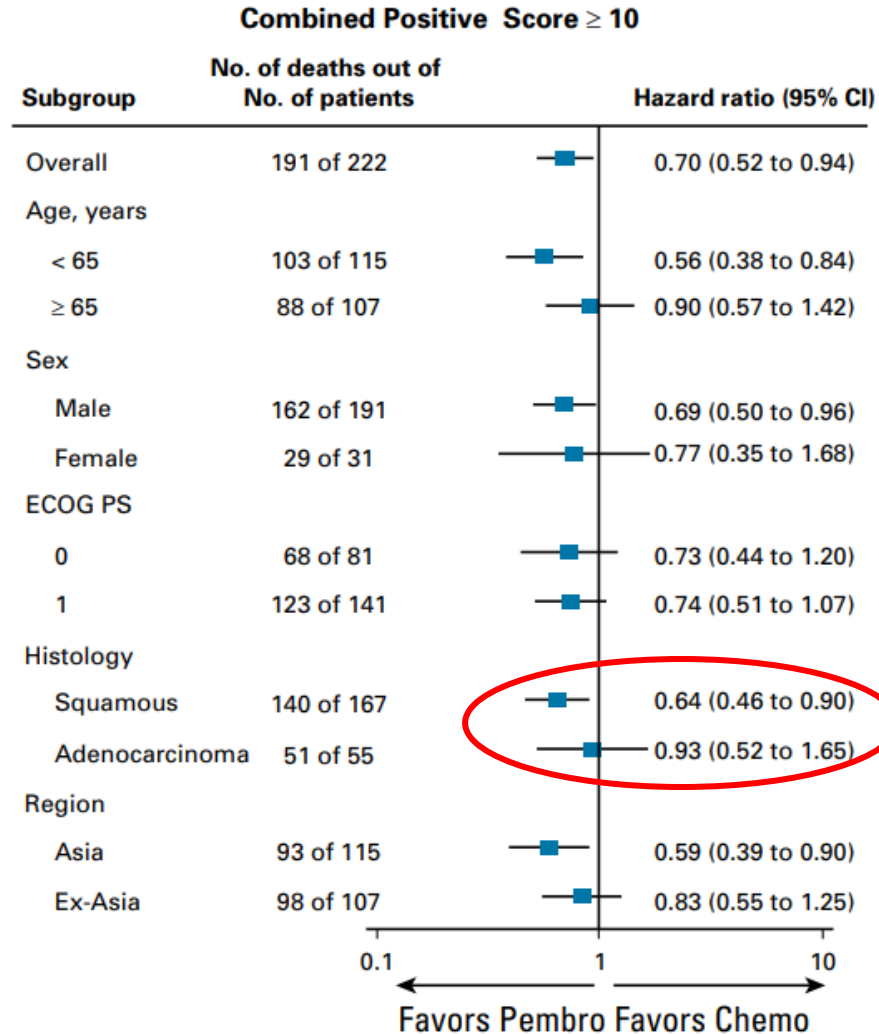 Combined Positive Score ≥ 10
No. of deaths out of
Subgroup No. of patients Hazard ratio (95% CI)
Overall 191 of 222 0.70 (0.52 to 0.94)
Age, years
< 65 103 of 115 0.56 (0.38 to 0.84)
≥ 65 88 of 107 0.90 (0.57 to 1.42)
Sex
Male 162 of 191 0.69 (0.50 to 0.96)
Female 29 of 31 0.77 (0.35 to 1.68)
ECOG PS
0 68 of 81 0.73 (0.44 to 1.20)
1 123 of 141 0.74 (0.51 to 1.07)
Histology
Squamous 140 of 167 0.64 (0.46 to 0.90)
Adenocarcinoma 51 of 55 0.93 (0.52 to 1.65)
Region
Asia 93 of 115 0.59 (0.39 to 0.90)
Ex-Asia 98 of 107 0.83 (0.55 to 1.25)
0.1 1 10
Favors Pembro Favors Chemo